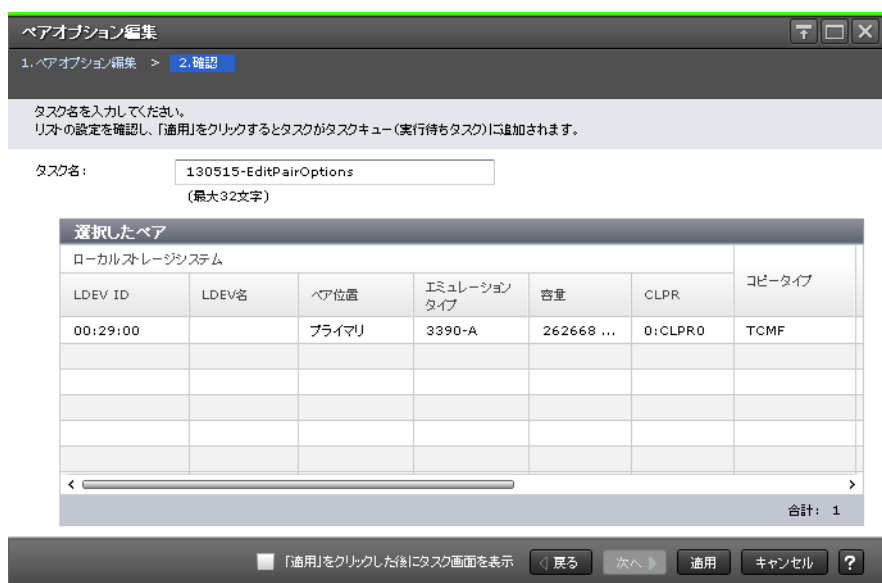 ペアオプション編集
1.ペアオプション編集 > 2.確認
タスク名を入力してください。
リストの設定を確認し、「適用」をクリックするとタスクがタスクキュー(実行待ちタスク)に追加されます。
タスク名: 130515-EditPairOptions
(最大32文字)
選択したペア
ローカルストレージシステム
LDEV ID LDEV名 ペア位置 エミュレーションタイプ 容量 CLPR コピータイプ
00:29:00 プライマリ 3390-A 262668 ... 0:CLPR0 TCMF
合計: 1
「適用」をクリックした後にタスク画面を表示 戻る 次へ 適用 キャンセル ?